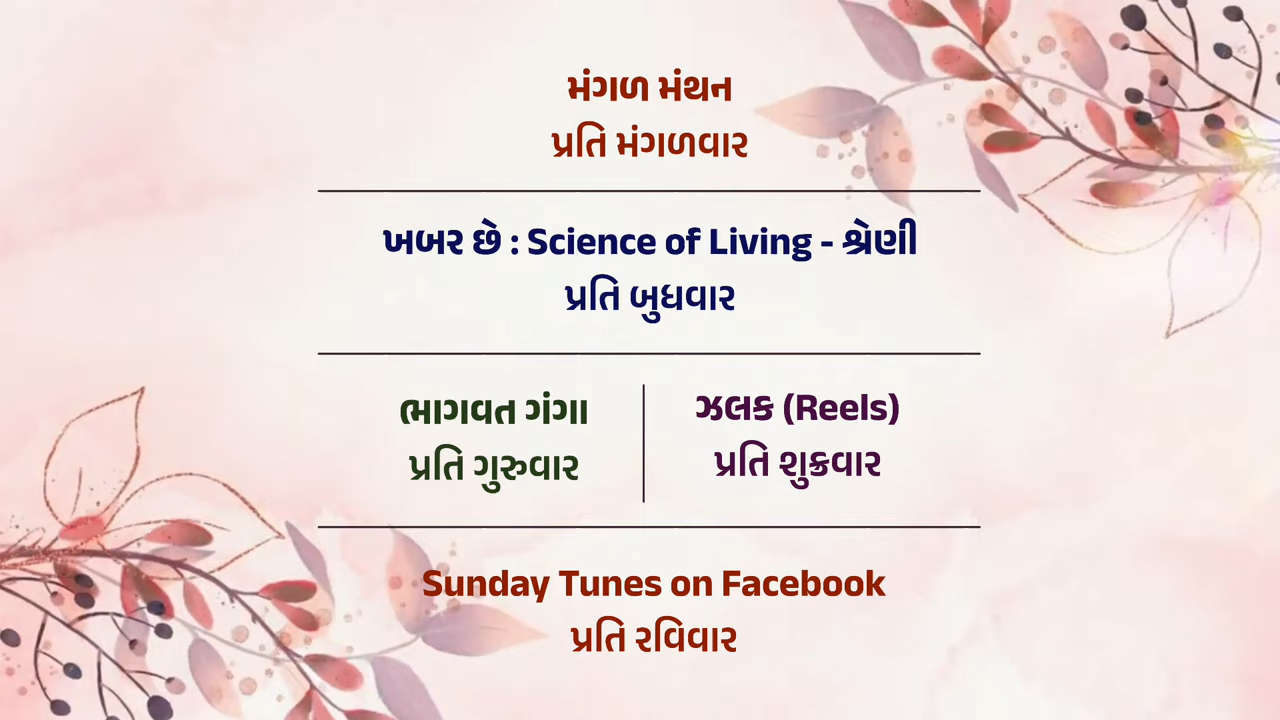 મંગળ મંથન
પ્રતિ મંગળવાર
ખબર છે : Science of Living - શ્રેણી
પ્રતિ બુધવાર
ભાગવત ગંગા
પ્રતિ ગુરુવાર
ઝલક (Reels)
પ્રતિ શુક્રવાર
Sunday Tunes on Facebook
પ્રતિ રવિવાર